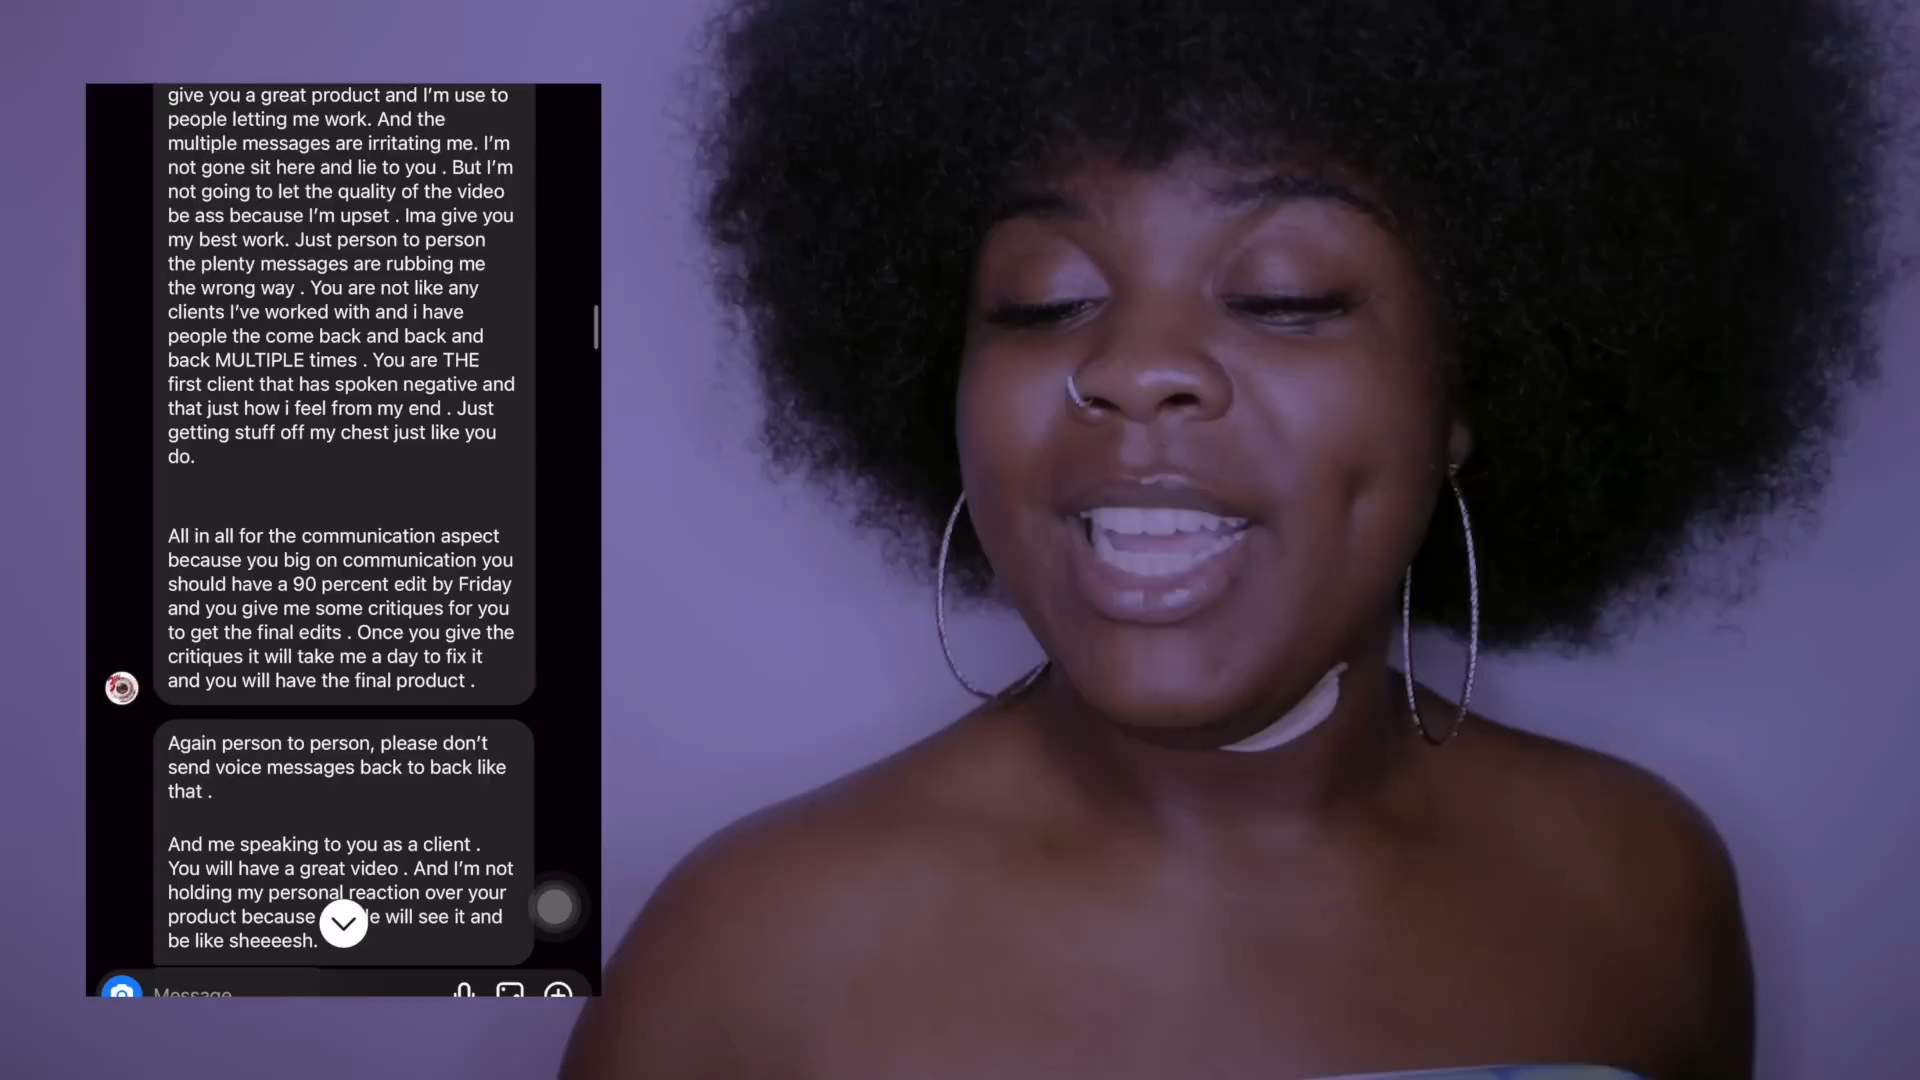 give you a great product and I’m use to
people letting me work. And the
multiple messages are irritating me. I’m
not gone sit here and lie to you . But I’m
not going to let the quality of the video
be ass because I’m upset . Ima give you
my best work. Just person to person
the plenty messages are rubbing me
the wrong way . You are not like any
clients I’ve worked with and i have
people the come back and back and
back MULTIPLE times . You are THE
first client that has spoken negative and
that just how i feel from my end . Just
getting stuff off my chest just like you
do.
All in all for the communication aspect
because you big on communication you
should have a 90 percent edit by Friday
and you give me some critiques for you
to get the final edits . Once you give the
critiques it will take me a day to fix it
and you will have the final product .
Again person to person, please don’t
send voice messages back to back like
that .
And me speaking to you as a client .
You will have a great video . And I’m not
holding my personal reaction over your
product because will see it and
be like sheeeesh.
Message